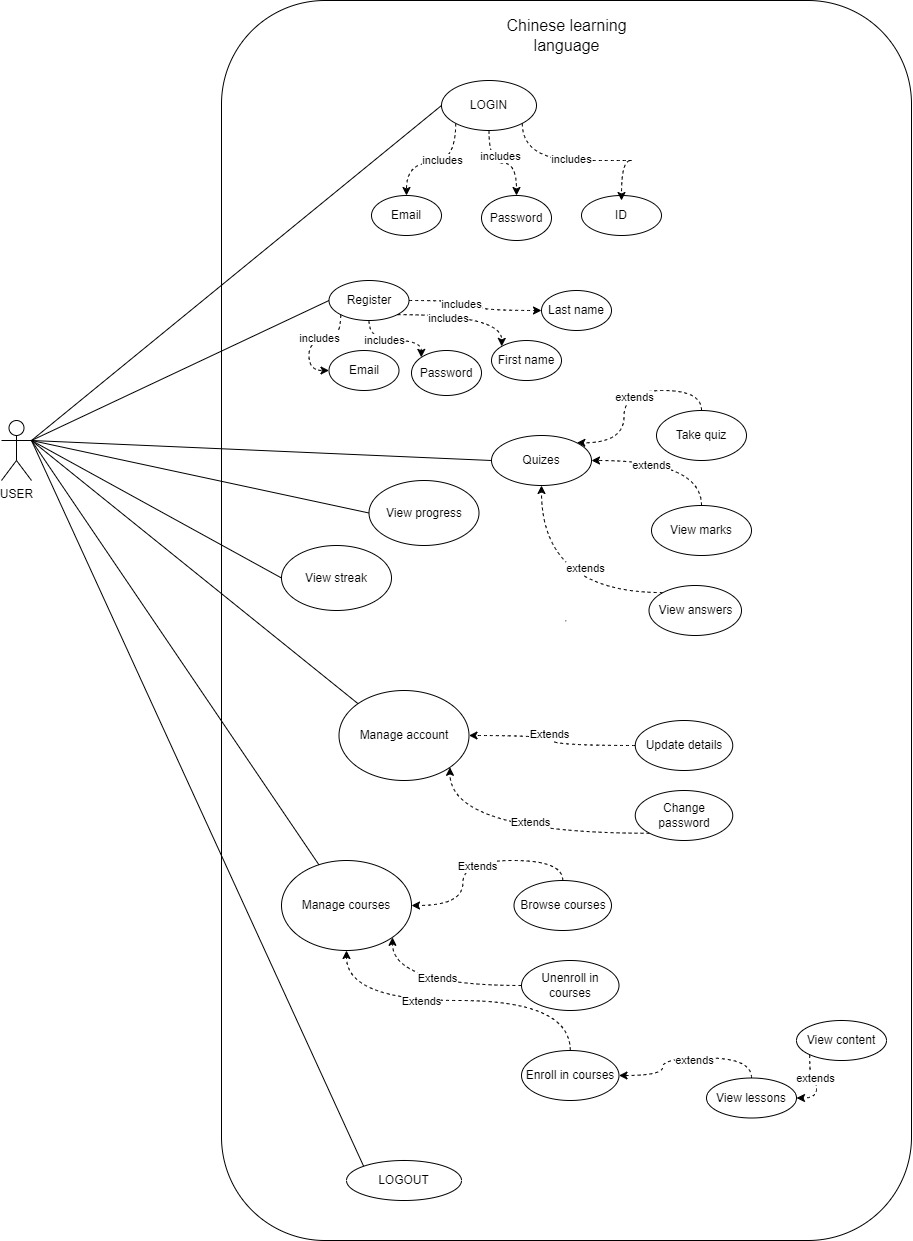 Chinese learning
language
LOGIN
includes
includes
includes
Email
Password
ID
Register
includes
Last name
includes
includes
includes
First name
Email
Password
extends
Take quiz
Quizes
extends
USER
View progress
View marks
extends
View streak
View answers
Manage account
Extends
Update details
Extends
Change
password
Extends
Manage courses
Browse courses
Extends
Unenroll in
courses
Extends
View content
extends
Enroll in courses
extends
View lessons
LOGOUT